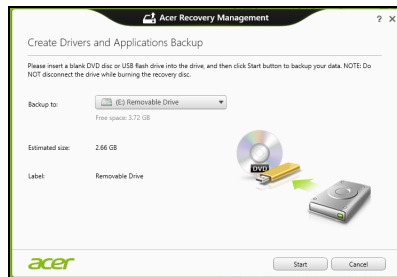 Acer Recovery Management
? X
Create Drivers and Applications Backup
Please insert a blank DVD disc or USB flash drive into the drive, and then click Start button to backup your data. NOTE: Do
NOT disconnect the drive while burning the recovery disc.
Backup to: (E:) Removable Drive
Free space: 3.72 GB
Estimated size: 2.66 GB
DVD
Label: Removable Drive
acer
Start Cancel